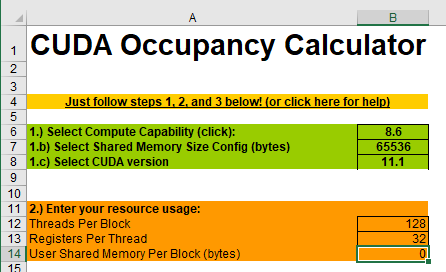 A B
1 CUDA Occupancy Calculator
2
3
4 Just follow steps 1, 2, and 3 below! (or click here for help)
5
6 1.) Select Compute Capability (click): 8.6
7 1.b) Select Shared Memory Size Config (bytes) 65536
8 1.c) Select CUDA version 11.1
9
10
11 2.) Enter your resource usage:
12 Threads Per Block 128
13 Registers Per Thread 32
14 User Shared Memory Per Block (bytes) 0
15